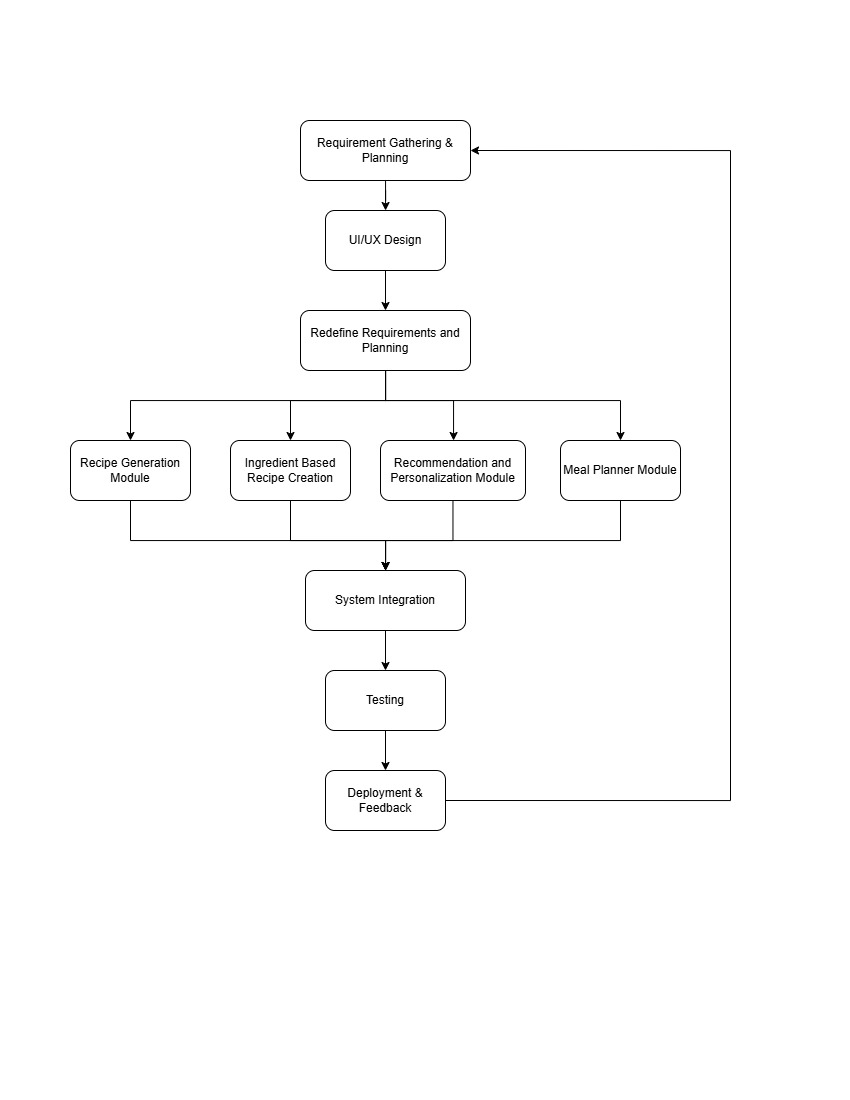 Requirement Gathering &
Planning
UI/UX Design
Redefine Requirements and
Planning
Recipe Generation
Module
Ingredient Based
Recipe Creation
Recommendation and
Personalization Module
Meal Planner Module
System Integration
Testing
Deployment &
Feedback